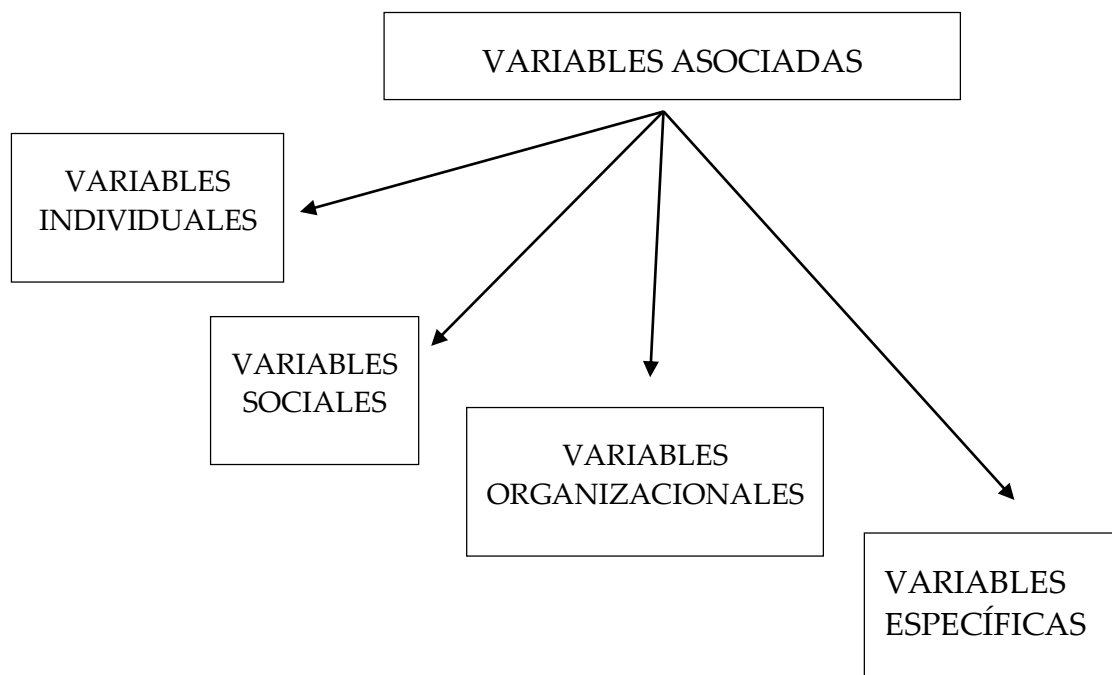 VARIABLES ASOCIADAS
VARIABLES
INDIVIDUALES
VARIABLES
SOCIALES
VARIABLES
ORGANIZACIONALES
VARIABLES
ESPECÍFICAS